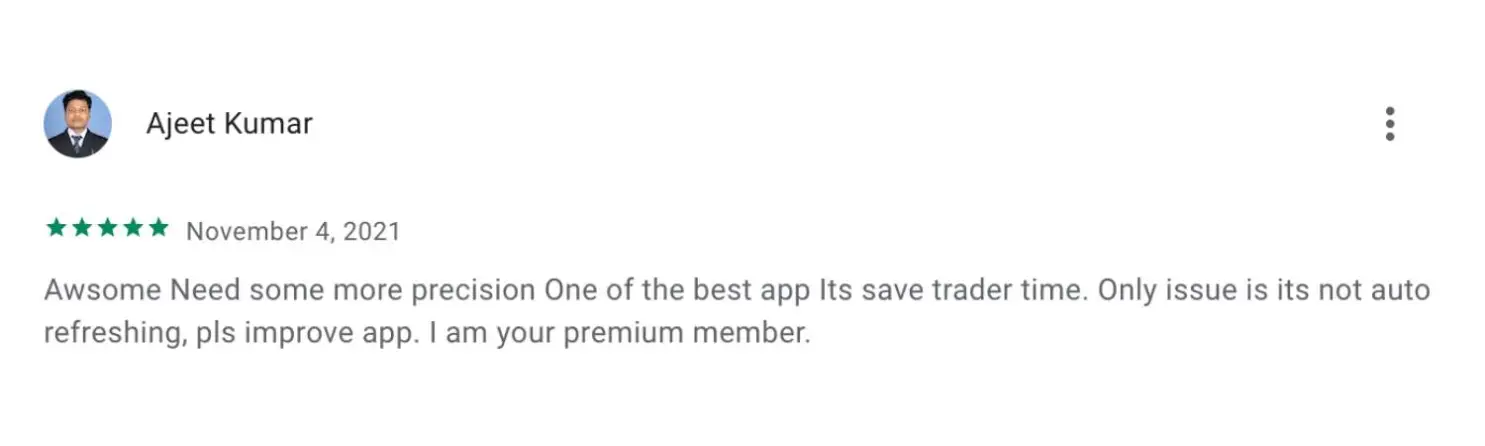 Ajeet Kumar
November 4, 2021
Awsome Need some more precision One of the best app Its save trader time. Only issue is its not auto
refreshing, pls improve app. I am your premium member.